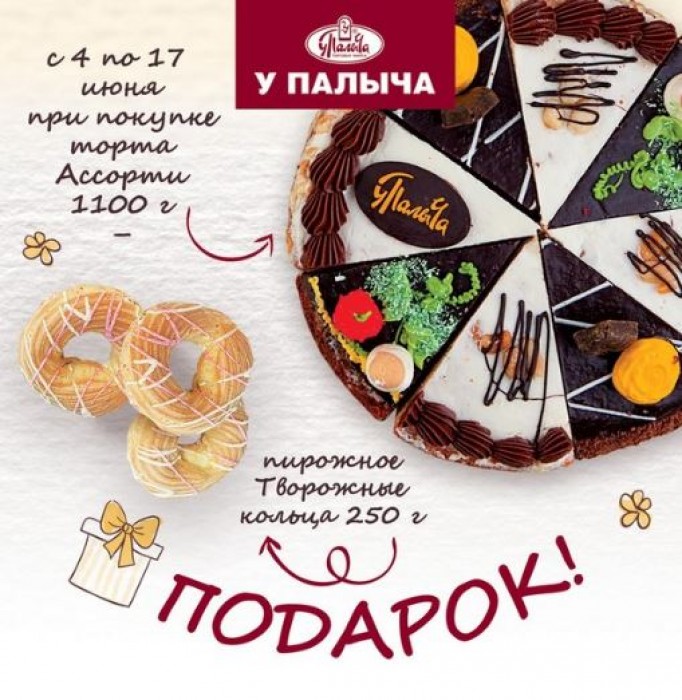 У Палыча
У ПАЛЫЧА
с 4 по 17
июня
при покупке
торта
Ассорти
1100 г
–
У Палыча
пирожное
Творожные
кольца 250 г
ПОДАРОК!